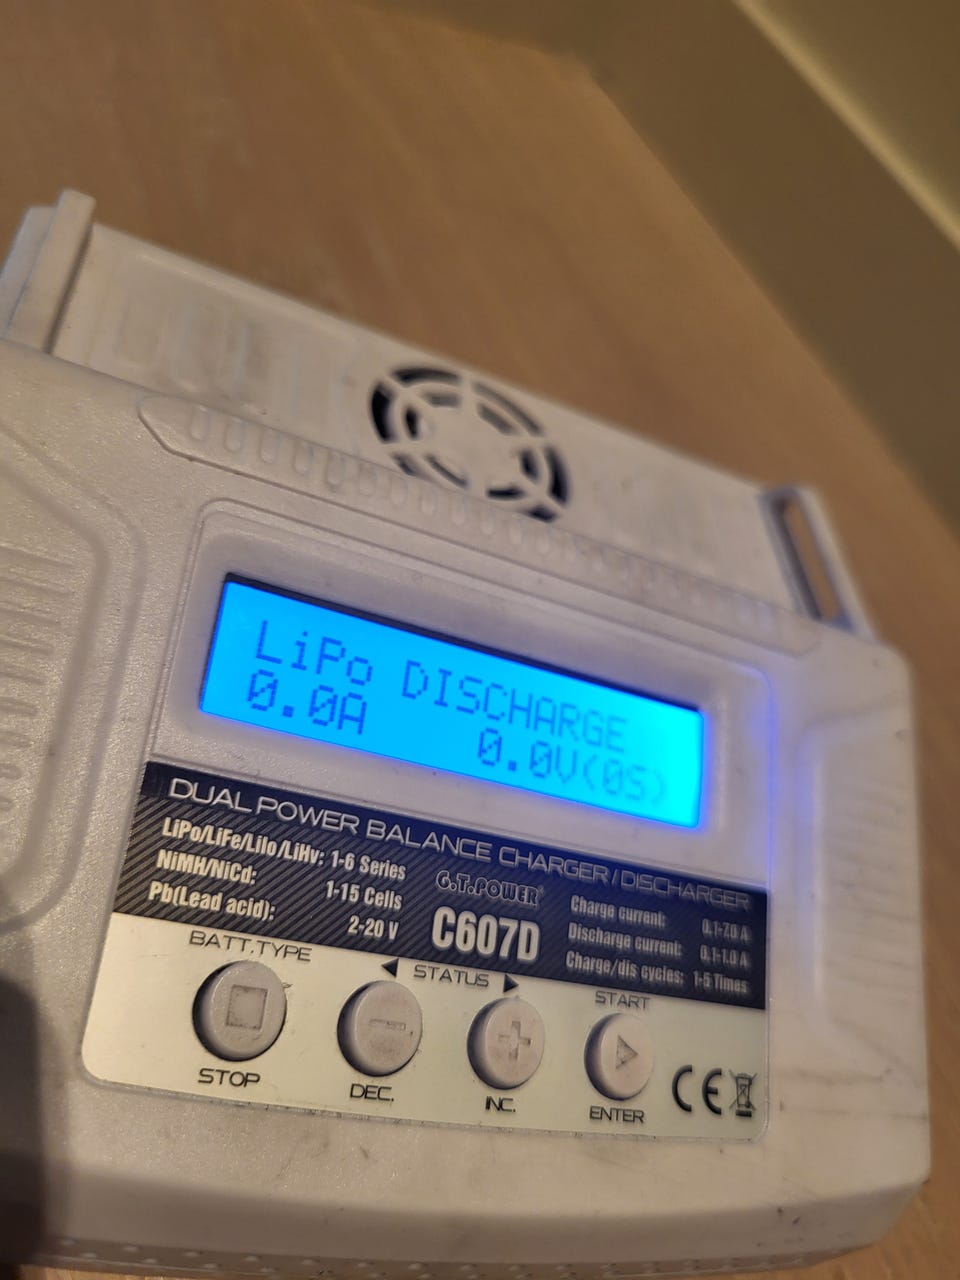 LiPo DISCHARGE
0.0A 0.0V(0S)
DUAL POWER BALANCE CHARGER/DISCHARGER
LiPo/LiFe/LiIo/LiHv: 1-6 Series
NiMH/NiCd: 1-15 Cells
Pb(Lead acid): 2-20 V
G.T.POWER
C607D
Charge current: 0.1-7.0 A
Discharge current: 0.1-1.0 A
Charge/dis cycles: 1-5 Times
BATT.TYPE
◀ STATUS ▶
START
STOP
DEC.
INC.
ENTER
CE